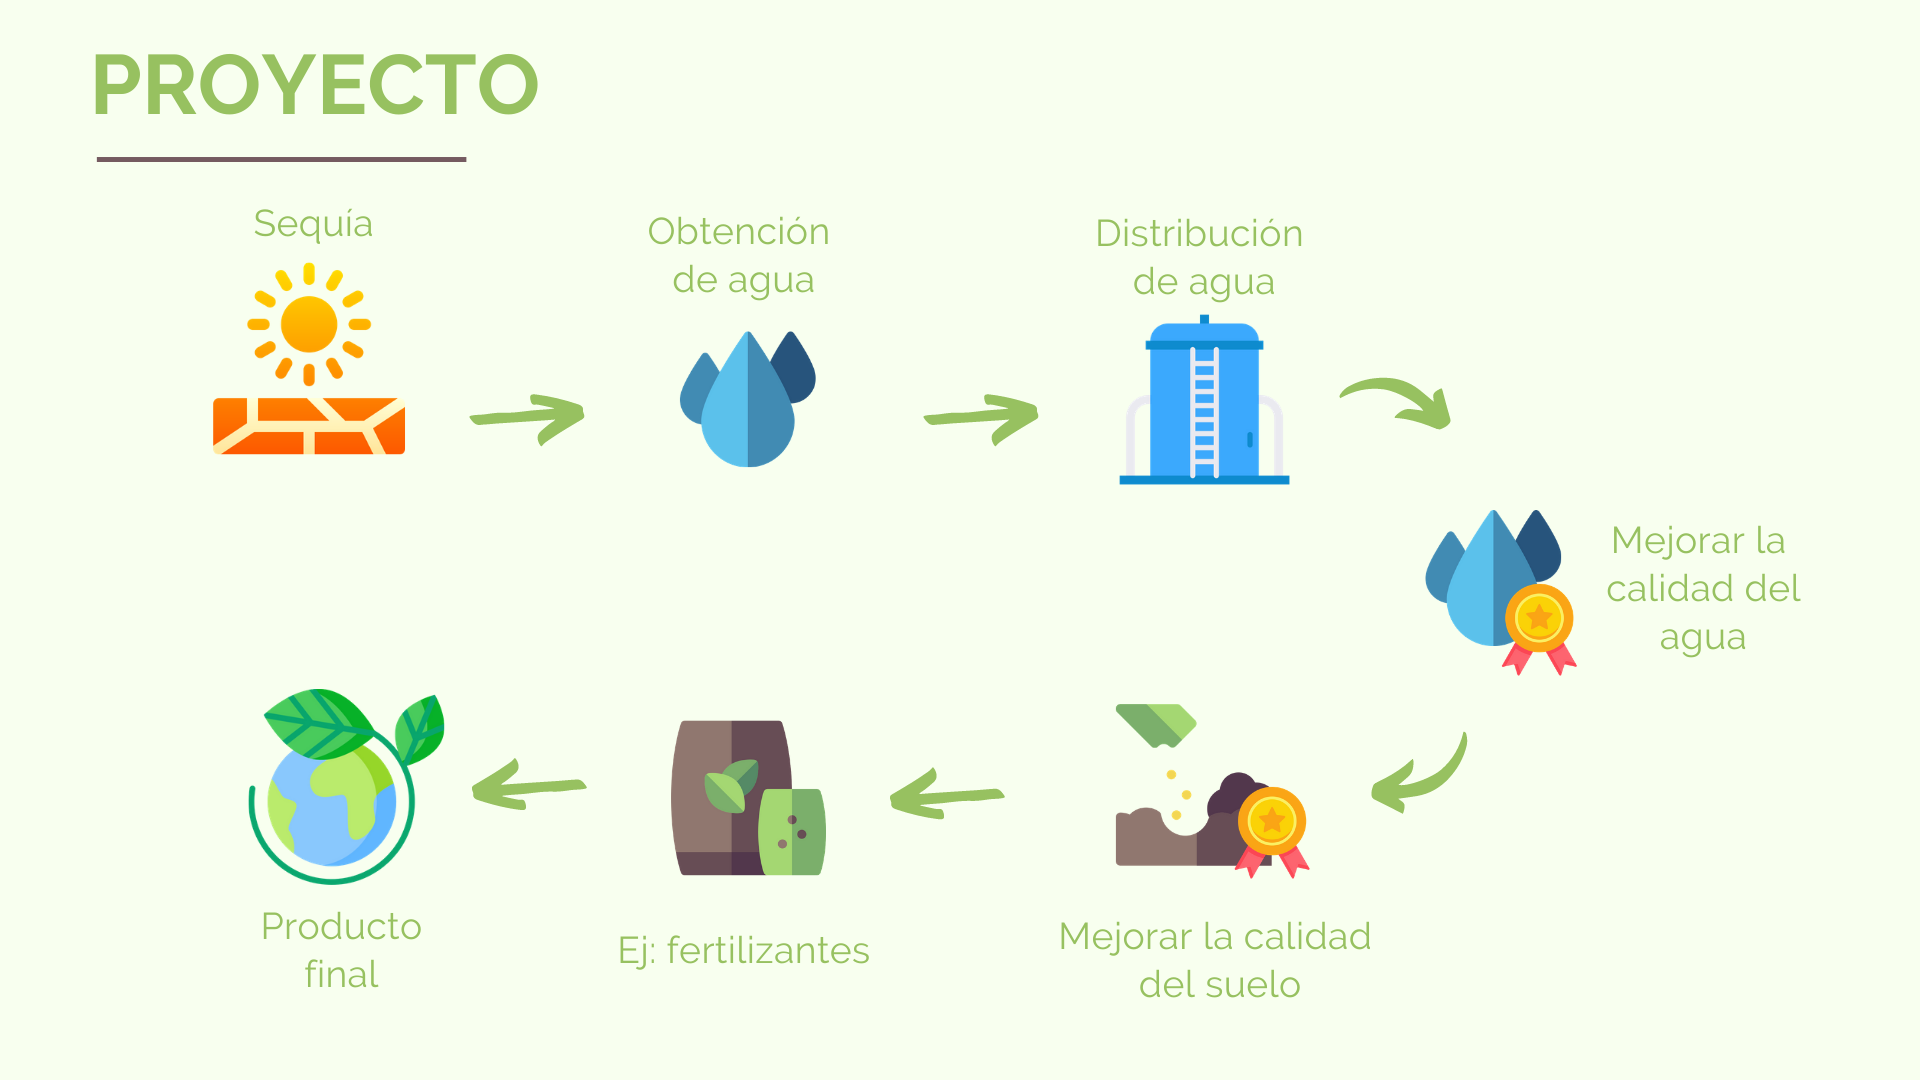 PROYECTO
Sequía
Obtención
de agua
Distribución
de agua
Mejorar la
calidad del
agua
Mejorar la calidad
del suelo
Ej: fertilizantes
Producto
final